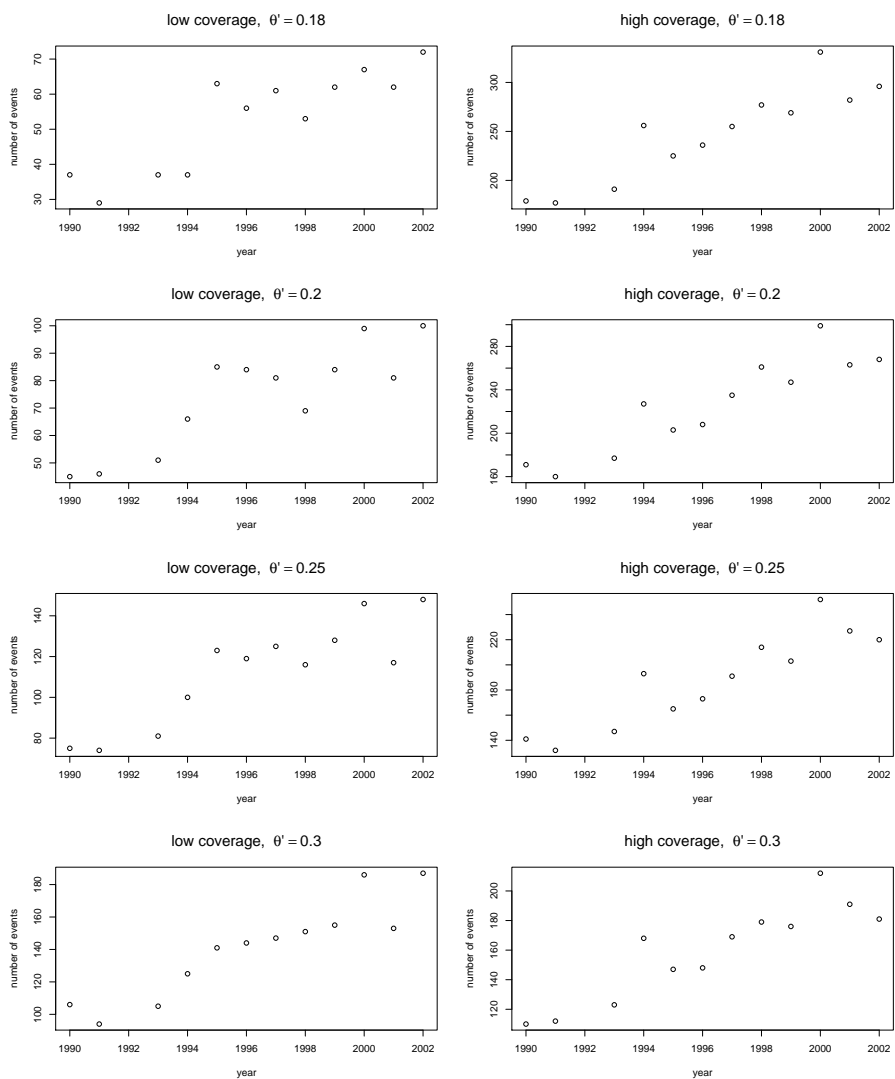 low coverage, θ' = 0.18
number of events
30 40 50 60 70
1990 1992 1994 1996 1998 2000 2002
year
high coverage, θ' = 0.18
number of events
200 250 300
1990 1992 1994 1996 1998 2000 2002
year
low coverage, θ' = 0.2
number of events
50 60 70 80 90 100
1990 1992 1994 1996 1998 2000 2002
year
high coverage, θ' = 0.2
number of events
160 200 240 280
1990 1992 1994 1996 1998 2000 2002
year
low coverage, θ' = 0.25
number of events
80 100 120 140
1990 1992 1994 1996 1998 2000 2002
year
high coverage, θ' = 0.25
number of events
140 180 220
1990 1992 1994 1996 1998 2000 2002
year
low coverage, θ' = 0.3
number of events
100 120 140 160 180
1990 1992 1994 1996 1998 2000 2002
year
high coverage, θ' = 0.3
number of events
120 140 160 180 200
1990 1992 1994 1996 1998 2000 2002
year